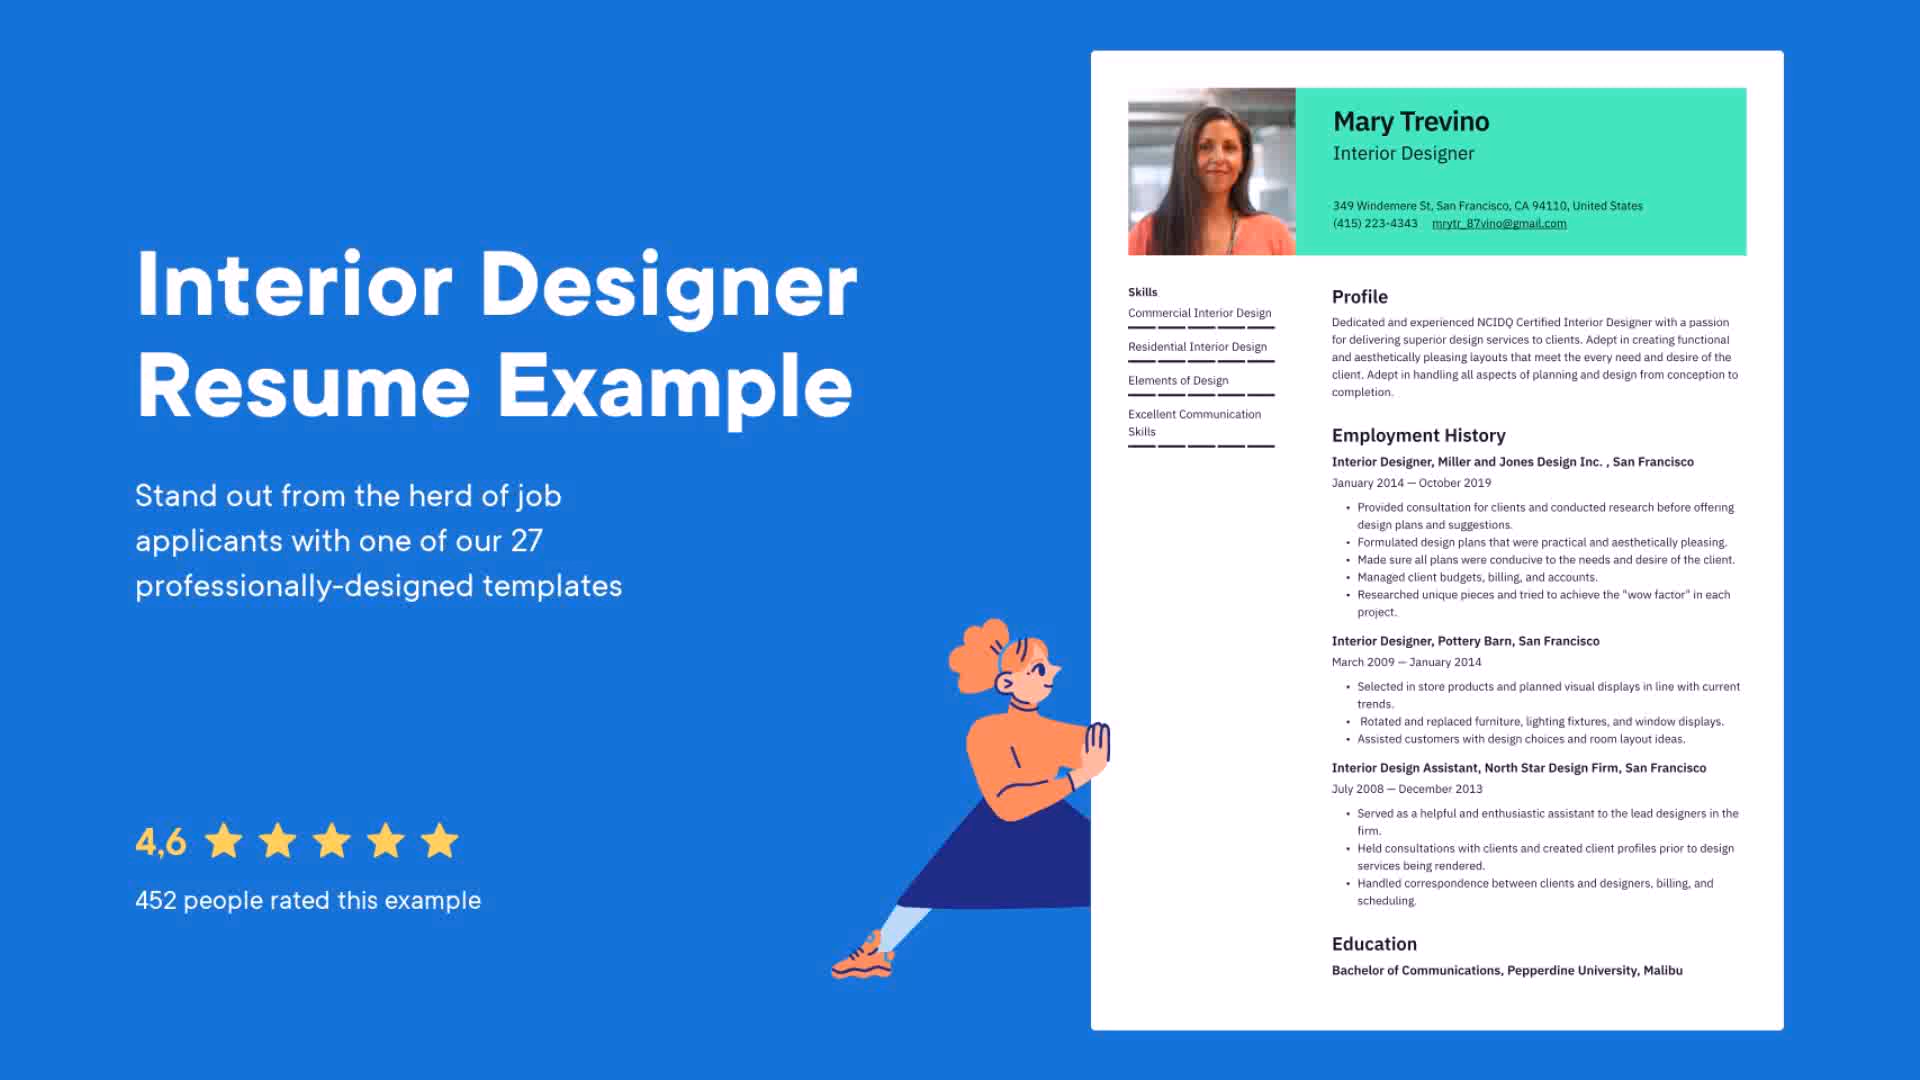 Interior Designer
Resume Example
Stand out from the herd of job
applicants with one of our 27
professionally-designed templates
4,6
452 people rated this example
Mary Trevino
Interior Designer
349 Windemere St, San Francisco, CA 94110, United States
(415) 223-4343 mrytr_87vino@gmail.com
Skills
Commercial Interior Design
Residential Interior Design
Elements of Design
Excellent Communication
Skills
Profile
Dedicated and experienced NCIDQ Certified Interior Designer with a passion
for delivering superior design services to clients. Adept in creating functional
and aesthetically pleasing layouts that meet the every need and desire of the
client. Adept in handling all aspects of planning and design from conception to
completion.
Employment History
Interior Designer, Miller and Jones Design Inc. , San Francisco
January 2014 — October 2019
• Provided consultation for clients and conducted research before offering
design plans and suggestions.
• Formulated design plans that were practical and aesthetically pleasing.
• Made sure all plans were conducive to the needs and desire of the client.
• Managed client budgets, billing, and accounts.
• Researched unique pieces and tried to achieve the "wow factor" in each
project.
Interior Designer, Pottery Barn, San Francisco
March 2009 — January 2014
• Selected in store products and planned visual displays in line with current
trends.
• Rotated and replaced furniture, lighting fixtures, and window displays.
• Assisted customers with design choices and room layout ideas.
Interior Design Assistant, North Star Design Firm, San Francisco
July 2008 — December 2013
• Served as a helpful and enthusiastic assistant to the lead designers in the
firm.
• Held consultations with clients and created client profiles prior to design
services being rendered.
• Handled correspondence between clients and designers, billing, and
scheduling.
Education
Bachelor of Communications, Pepperdine University, Malibu